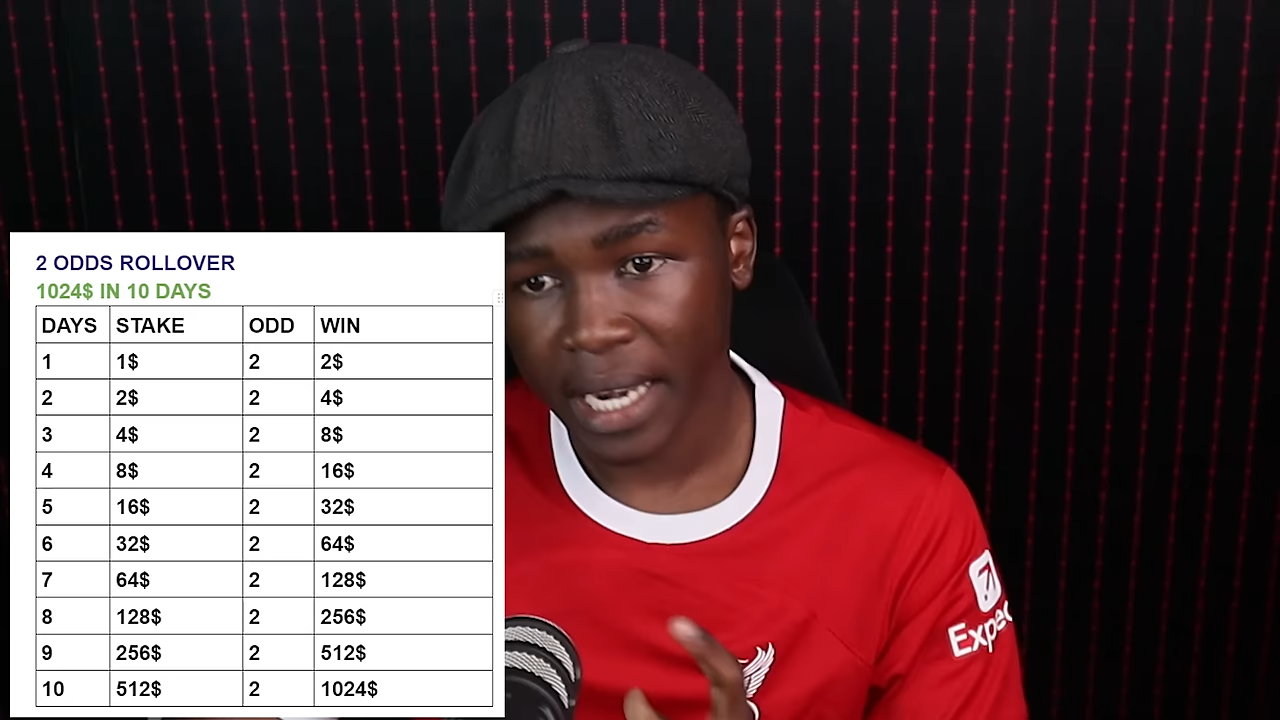 2 ODDS ROLLOVER
1024$ IN 10 DAYS
DAYS STAKE ODD WIN
1 1$ 2 2$
2 2$ 2 4$
3 4$ 2 8$
4 8$ 2 16$
5 16$ 2 32$
6 32$ 2 64$
7 64$ 2 128$
8 128$ 2 256$
9 256$ 2 512$
10 512$ 2 1024$
Expec